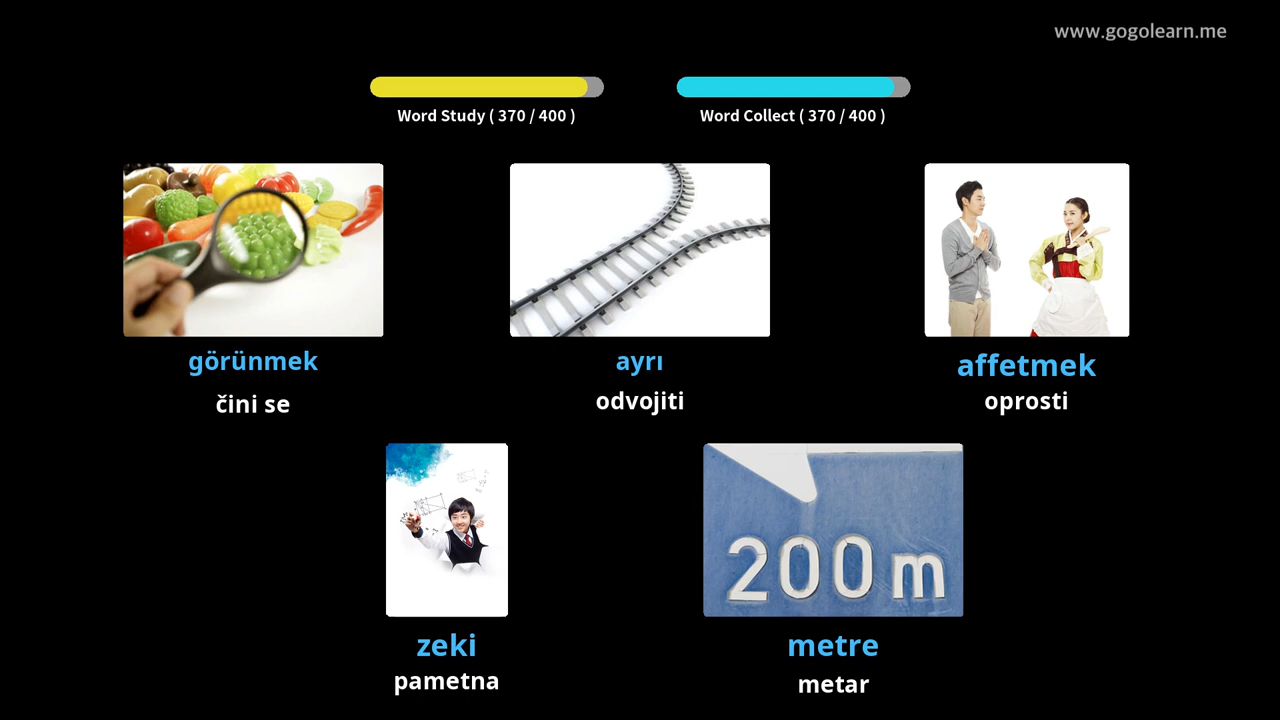 www.gogolearn.me
Word Study ( 370 / 400 )
Word Collect ( 370 / 400 )
görünmek
ayrı
affetmek
čini se
odvojiti
oprosti
200 m
zeki
metre
pametna
metar